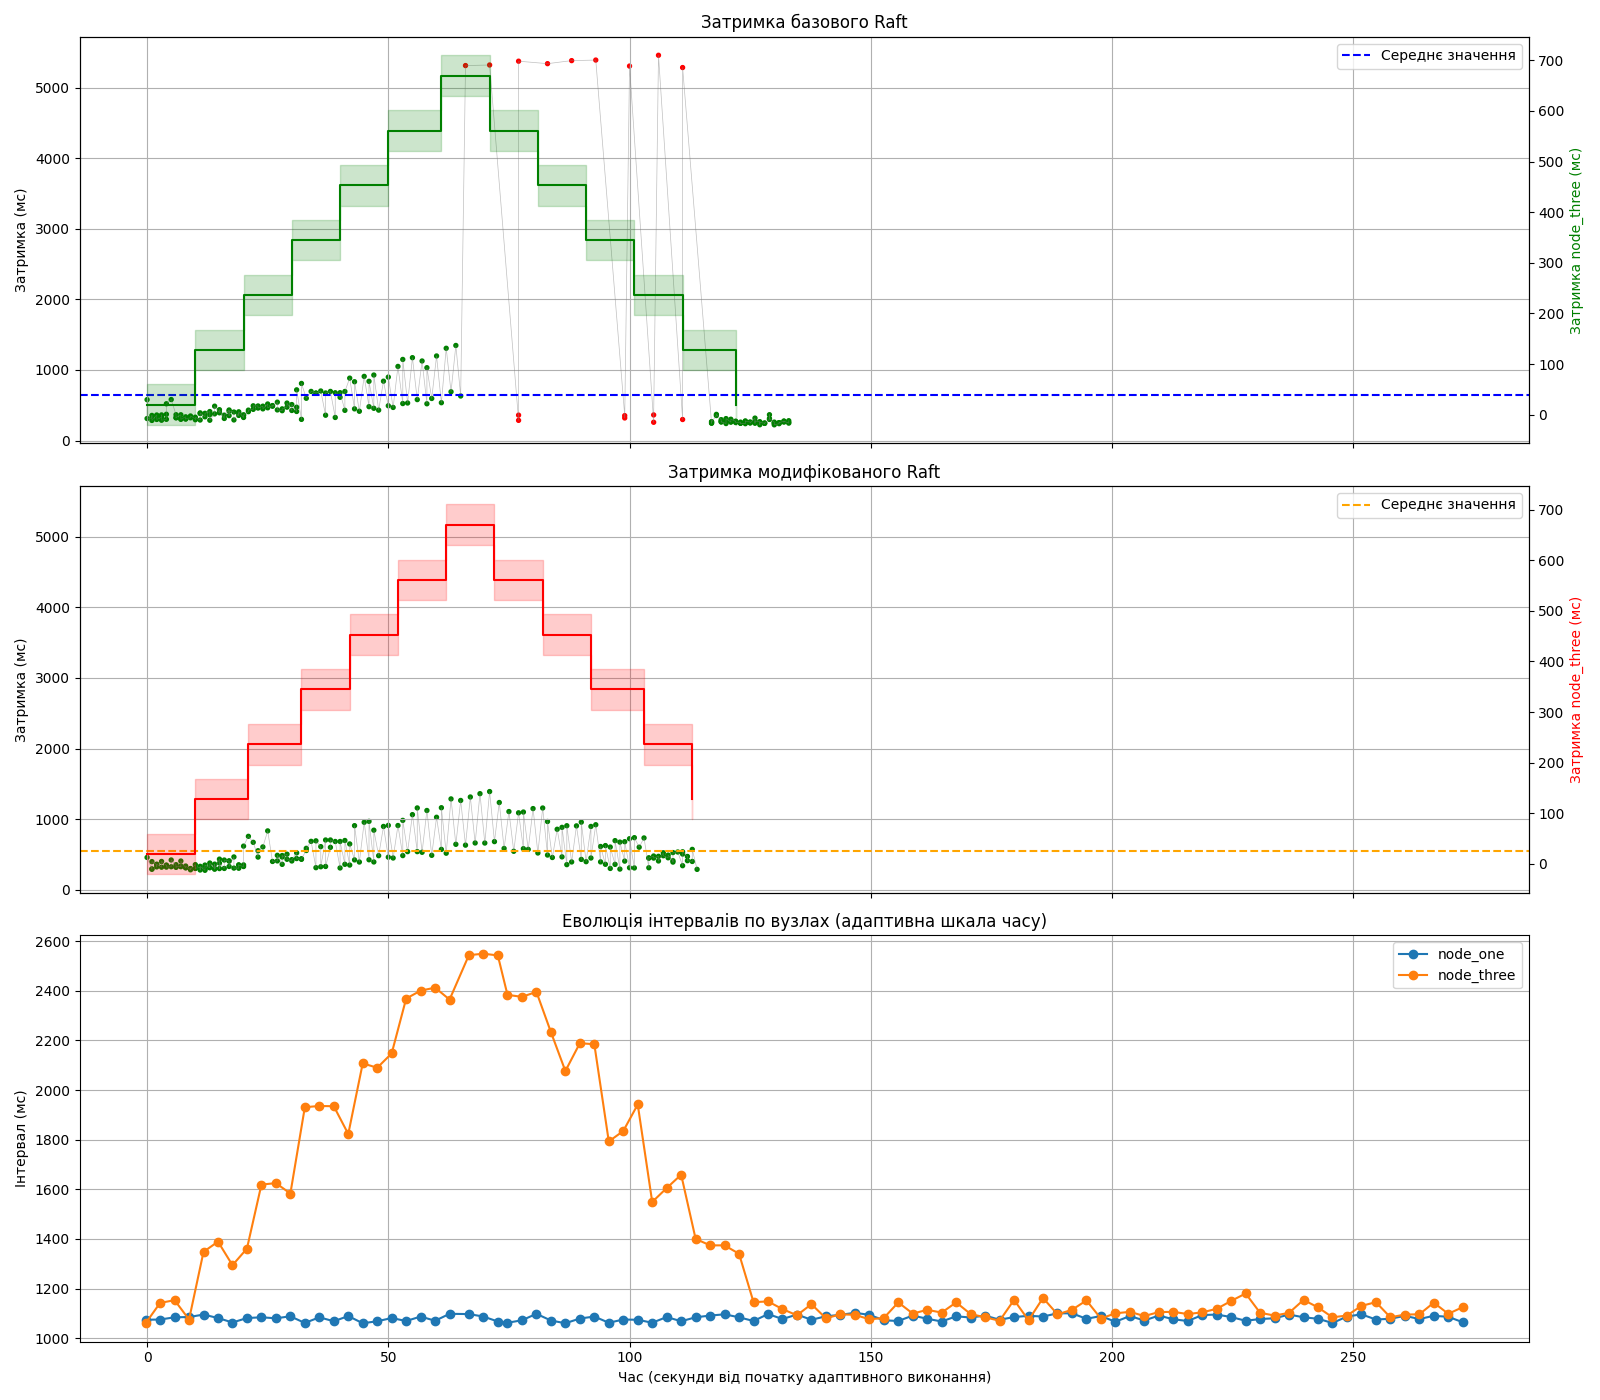 Затримка базового Raft
Середнє значення
Затримка (мс)
5000
4000
3000
2000
1000
0
700
600
500
400
300
200
100
0
Затримка node_three (мс)
Затримка модифікованого Raft
Середнє значення
Затримка (мс)
5000
4000
3000
2000
1000
0
700
600
500
400
300
200
100
0
Затримка node_three (мс)
Еволюція інтервалів по вузлах (адаптивна шкала часу)
node_one
node_three
Інтервал (мс)
2600
2400
2200
2000
1800
1600
1400
1200
1000
0 50 100 150 200 250
Час (секунди від початку адаптивного виконання)